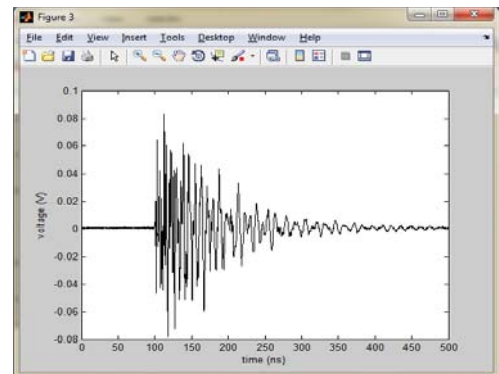 Figure 3
File Edit View Insert Tools Desktop Window Help
0.1
0.08
0.06
0.04
0.02
0
-0.02
-0.04
-0.06
-0.08
voltage (V)
0 50 100 150 200 250 300 350 400 450 500
time (ns)